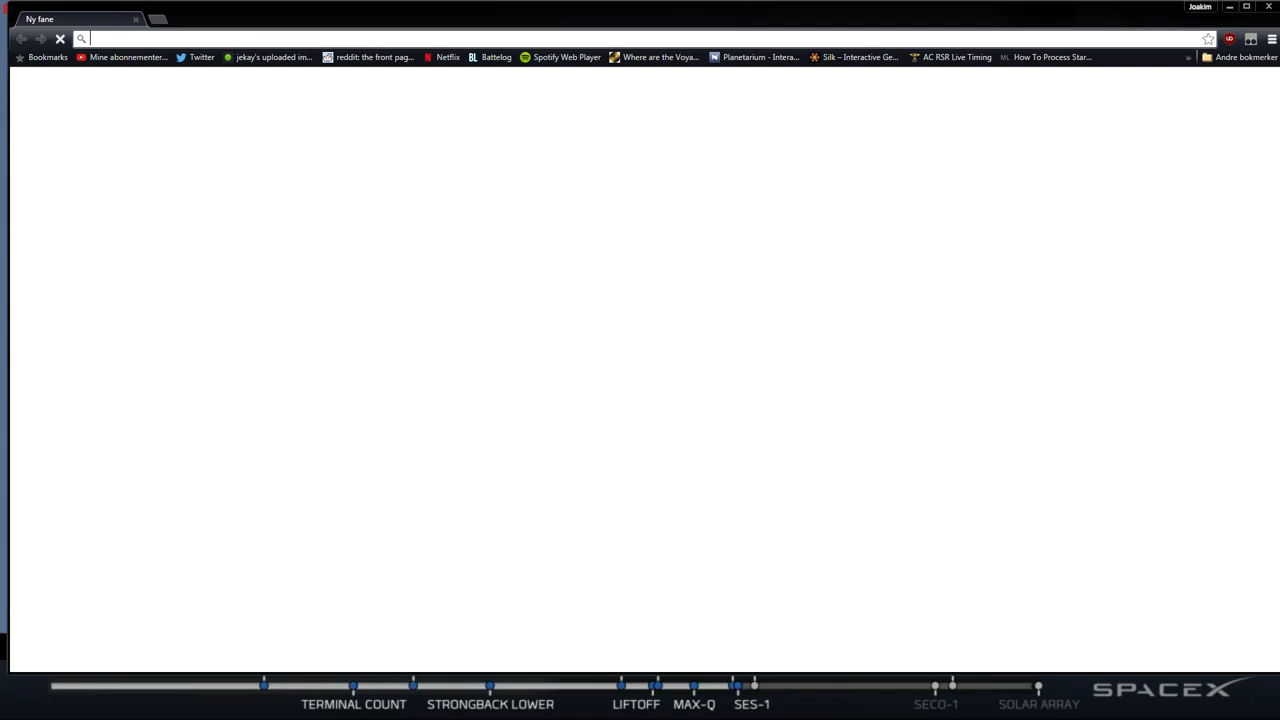 Joakim
Ny fane
Bookmarks Mine abonnementer... Twitter jekay's uploaded im... reddit: the front pag... Netflix BL Battelog Spotify Web Player Where are the Voya... Planetarium - Intera... Silk – Interactive Ge... AC RSR Live Timing ML How To Process Star... » Andre bokmerker
TERMINAL COUNT STRONGBACK LOWER LIFTOFF MAX-Q SES-1 SECO-1 SOLAR ARRAY
SPACEX